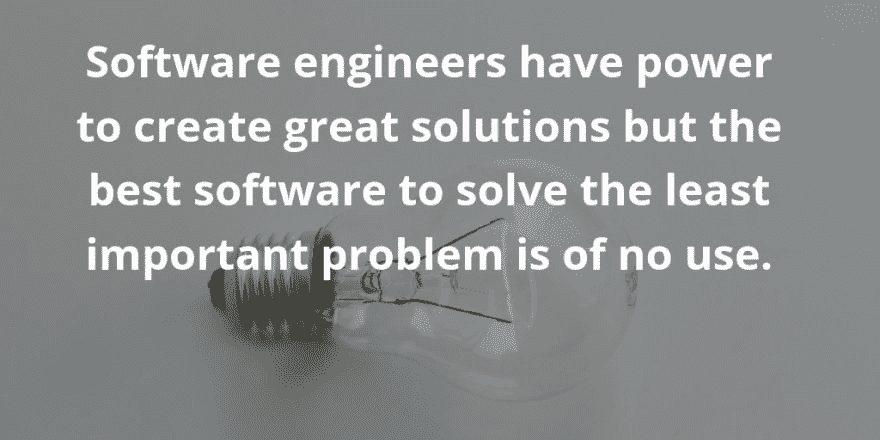 Software engineers have power
to create great solutions but the
best software to solve the least
important problem is of no use.